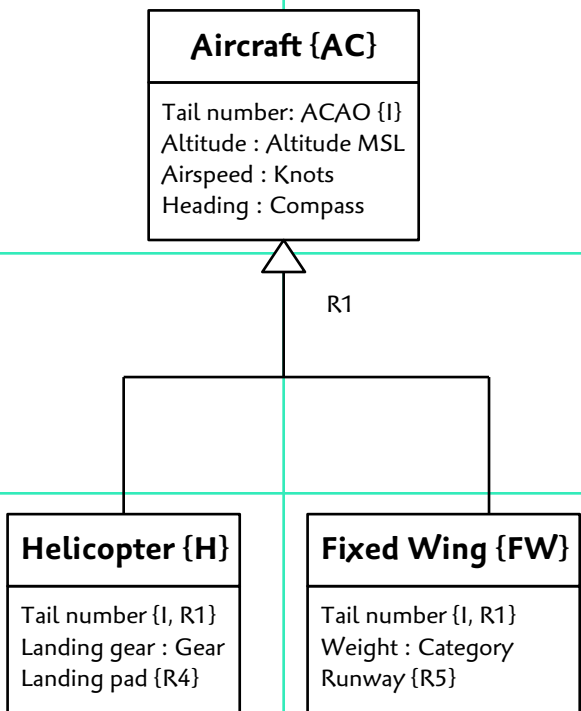 Aircraft {AC}
Tail number: ACAO {I}
Altitude : Altitude MSL
Airspeed : Knots
Heading : Compass
R1
Helicopter {H}
Tail number {I, R1}
Landing gear : Gear
Landing pad {R4}
Fixed Wing {FW}
Tail number {I, R1}
Weight : Category
Runway {R5}